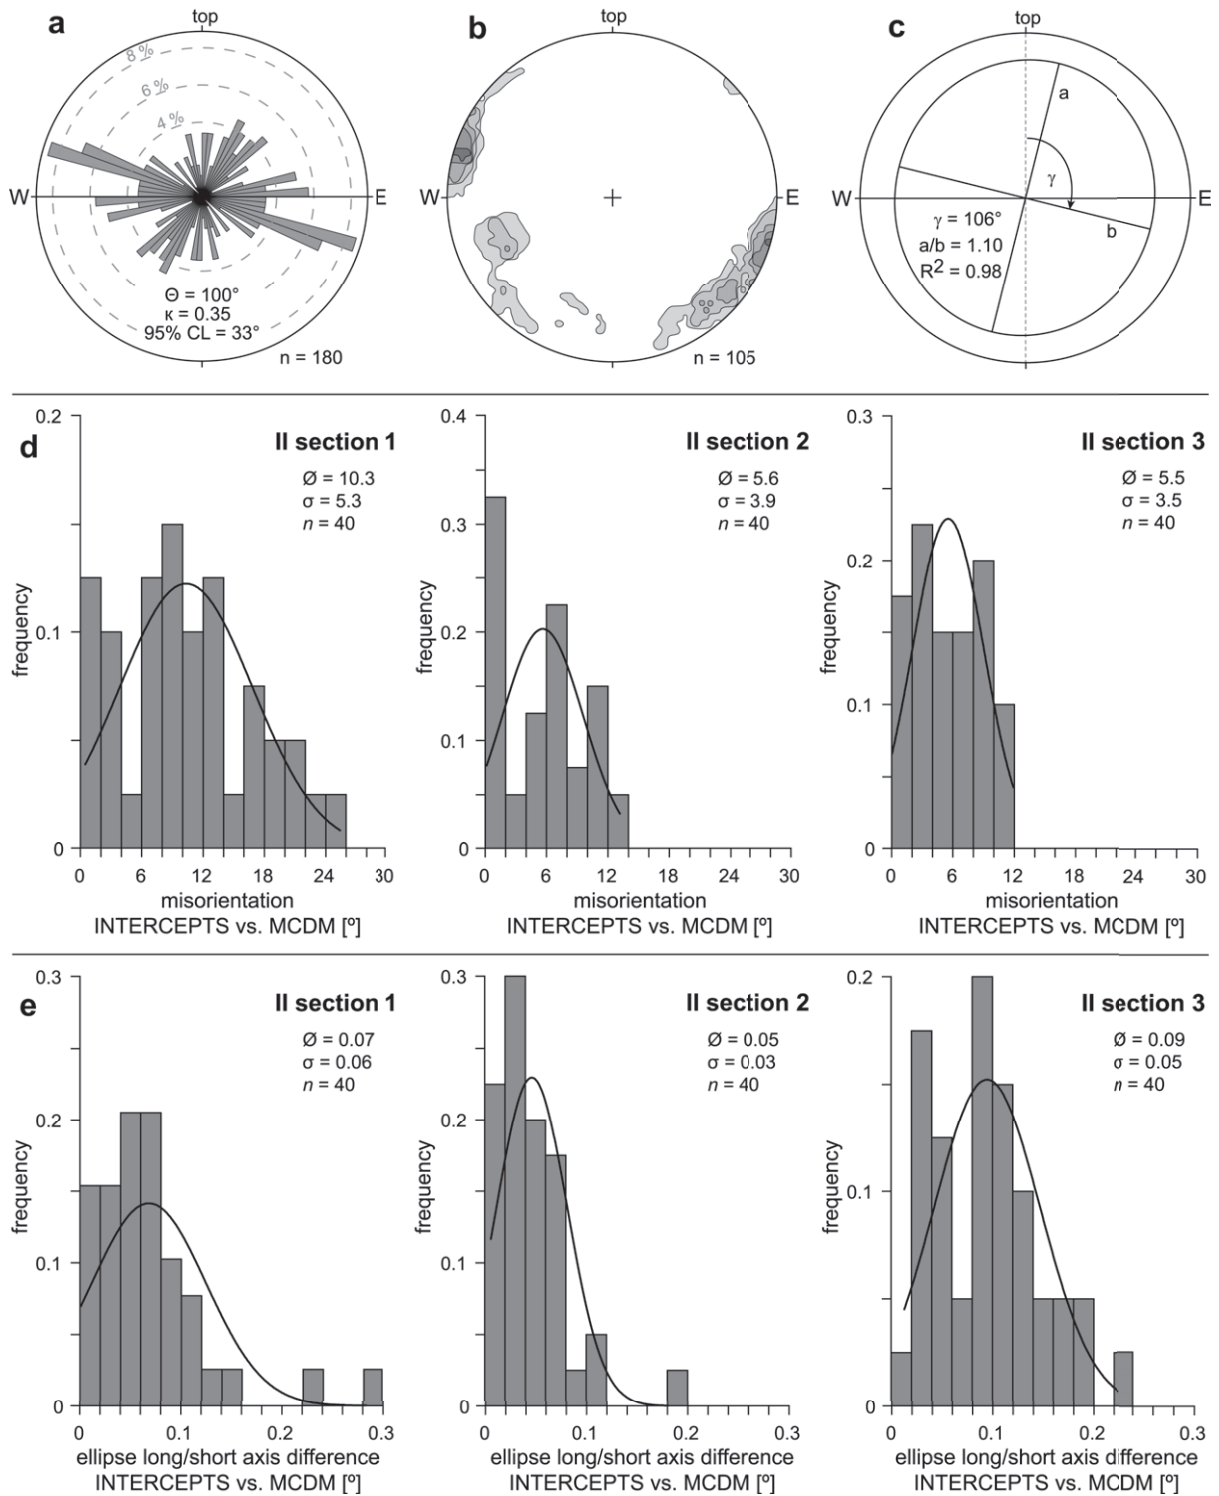 a
top
8 %
6 %
4 %
W
E
Θ = 100°
κ = 0.35
95% CL = 33°
n = 180
b
top
W
E
n = 105
c
top
a
W
E
γ
b
γ = 106°
a/b = 1.10
R² = 0.98
d
0.2
0.1
0
frequency
II section 1
Ø = 10.3
σ = 5.3
n = 40
0 6 12 18 24 30
misorientation
INTERCEPTS vs. MCDM [º]
0.4
0.3
0.2
0.1
0
frequency
II section 2
Ø = 5.6
σ = 3.9
n = 40
0 6 12 18 24 30
misorientation
INTERCEPTS vs. MCDM [º]
0.3
0.2
0.1
0
frequency
II section 3
Ø = 5.5
σ = 3.5
n = 40
0 6 12 18 24 30
misorientation
INTERCEPTS vs. MCDM [º]
e
0.3
0.2
0.1
0
frequency
II section 1
Ø = 0.07
σ = 0.06
n = 40
0 0.1 0.2 0.3
ellipse long/short axis difference
INTERCEPTS vs. MCDM [º]
0.3
0.2
0.1
0
frequency
II section 2
Ø = 0.05
σ = 0.03
n = 40
0 0.1 0.2 0.3
ellipse long/short axis difference
INTERCEPTS vs. MCDM [º]
0.2
0.1
0
frequency
II section 3
Ø = 0.09
σ = 0.05
n = 40
0 0.1 0.2 0.3
ellipse long/short axis difference
INTERCEPTS vs. MCDM [º]